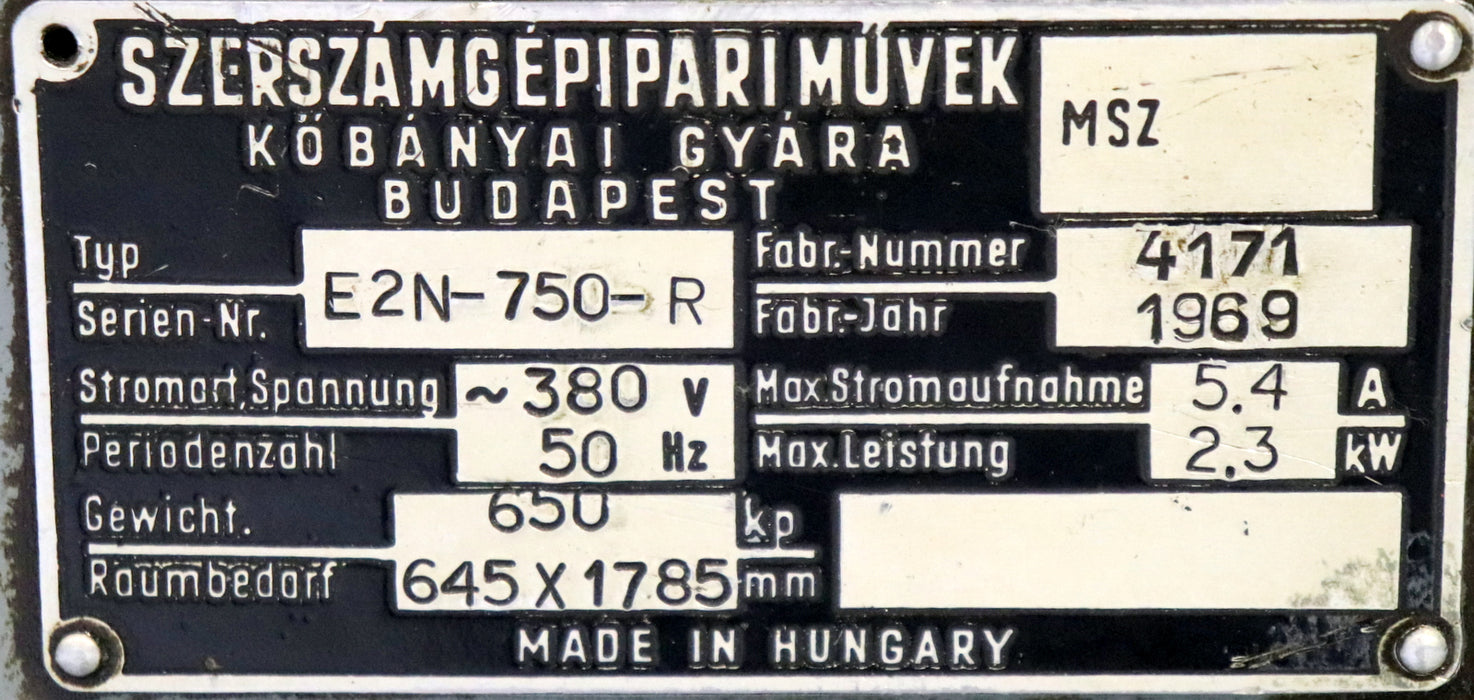 SZERSZÁMGÉPIPARI MŰVEK
KŐBÁNYAI GYÁRA
BUDAPEST
MSZ
Typ
Serien-Nr.
E2N-750-R
Fabr.-Nummer 4171
Fabr.-Jahr 1969
Stromart, Spannung ~380 V
Periodenzahl 50 Hz
Max. Stromaufnahme 5.4 A
Max. Leistung 2.3 kW
Gewicht. 650 kp
Raumbedarf 645 X 1785 mm
MADE IN HUNGARY